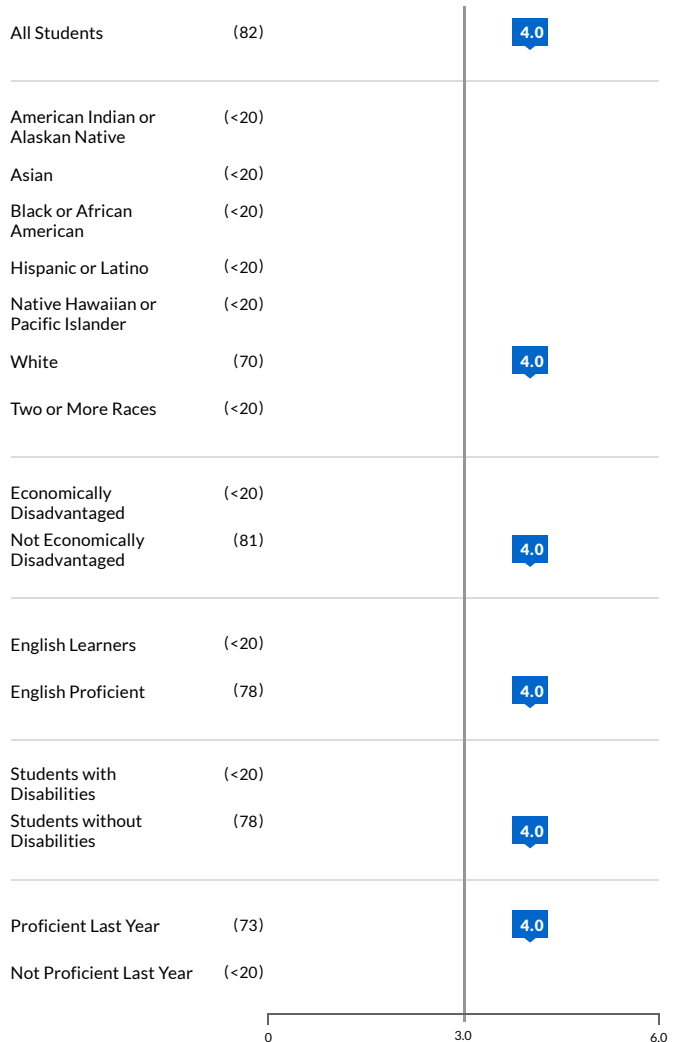 All Students (82) 4.0
American Indian or (<20)
Alaskan Native
Asian (<20)
Black or African (<20)
American
Hispanic or Latino (<20)
Native Hawaiian or (<20)
Pacific Islander
White (70) 4.0
Two or More Races (<20)
Economically (<20)
Disadvantaged
Not Economically (81) 4.0
Disadvantaged
English Learners (<20)
English Proficient (78) 4.0
Students with (<20)
Disabilities
Students without (78) 4.0
Disabilities
Proficient Last Year (73) 4.0
Not Proficient Last Year (<20)
0 3.0 6.0